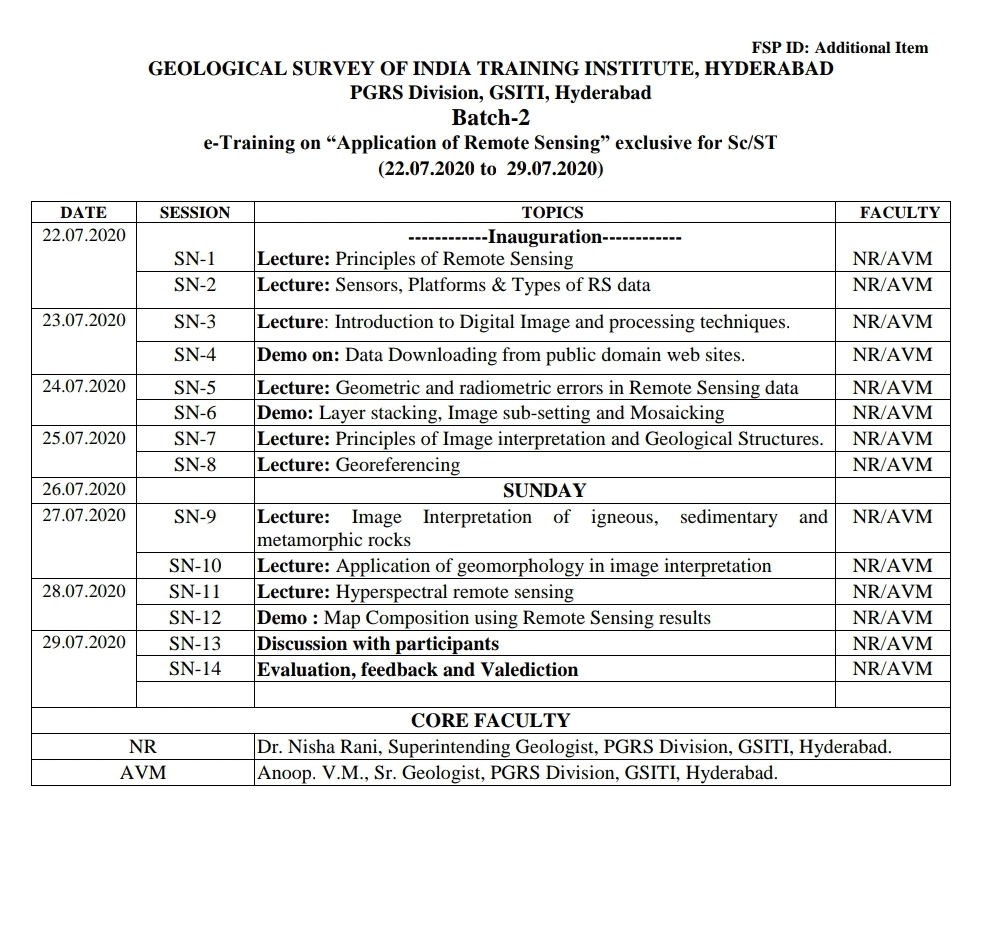 FSP ID: Additional Item
GEOLOGICAL SURVEY OF INDIA TRAINING INSTITUTE, HYDERABAD
PGRS Division, GSITI, Hyderabad
Batch-2
e-Training on “Application of Remote Sensing” exclusive for Sc/ST
(22.07.2020 to 29.07.2020)
DATE SESSION TOPICS FACULTY
22.07.2020 ------------Inauguration------------
SN-1 Lecture: Principles of Remote Sensing NR/AVM
SN-2 Lecture: Sensors, Platforms & Types of RS data NR/AVM
23.07.2020 SN-3 Lecture: Introduction to Digital Image and processing techniques. NR/AVM
SN-4 Demo on: Data Downloading from public domain web sites. NR/AVM
24.07.2020 SN-5 Lecture: Geometric and radiometric errors in Remote Sensing data NR/AVM
SN-6 Demo: Layer stacking, Image sub-setting and Mosaicking NR/AVM
25.07.2020 SN-7 Lecture: Principles of Image interpretation and Geological Structures. NR/AVM
SN-8 Lecture: Georeferencing NR/AVM
26.07.2020 SUNDAY
27.07.2020 SN-9 Lecture: Image Interpretation of igneous, sedimentary and NR/AVM
metamorphic rocks
SN-10 Lecture: Application of geomorphology in image interpretation NR/AVM
28.07.2020 SN-11 Lecture: Hyperspectral remote sensing NR/AVM
SN-12 Demo : Map Composition using Remote Sensing results NR/AVM
29.07.2020 SN-13 Discussion with participants NR/AVM
SN-14 Evaluation, feedback and Valediction NR/AVM
CORE FACULTY
NR Dr. Nisha Rani, Superintending Geologist, PGRS Division, GSITI, Hyderabad.
AVM Anoop. V.M., Sr. Geologist, PGRS Division, GSITI, Hyderabad.